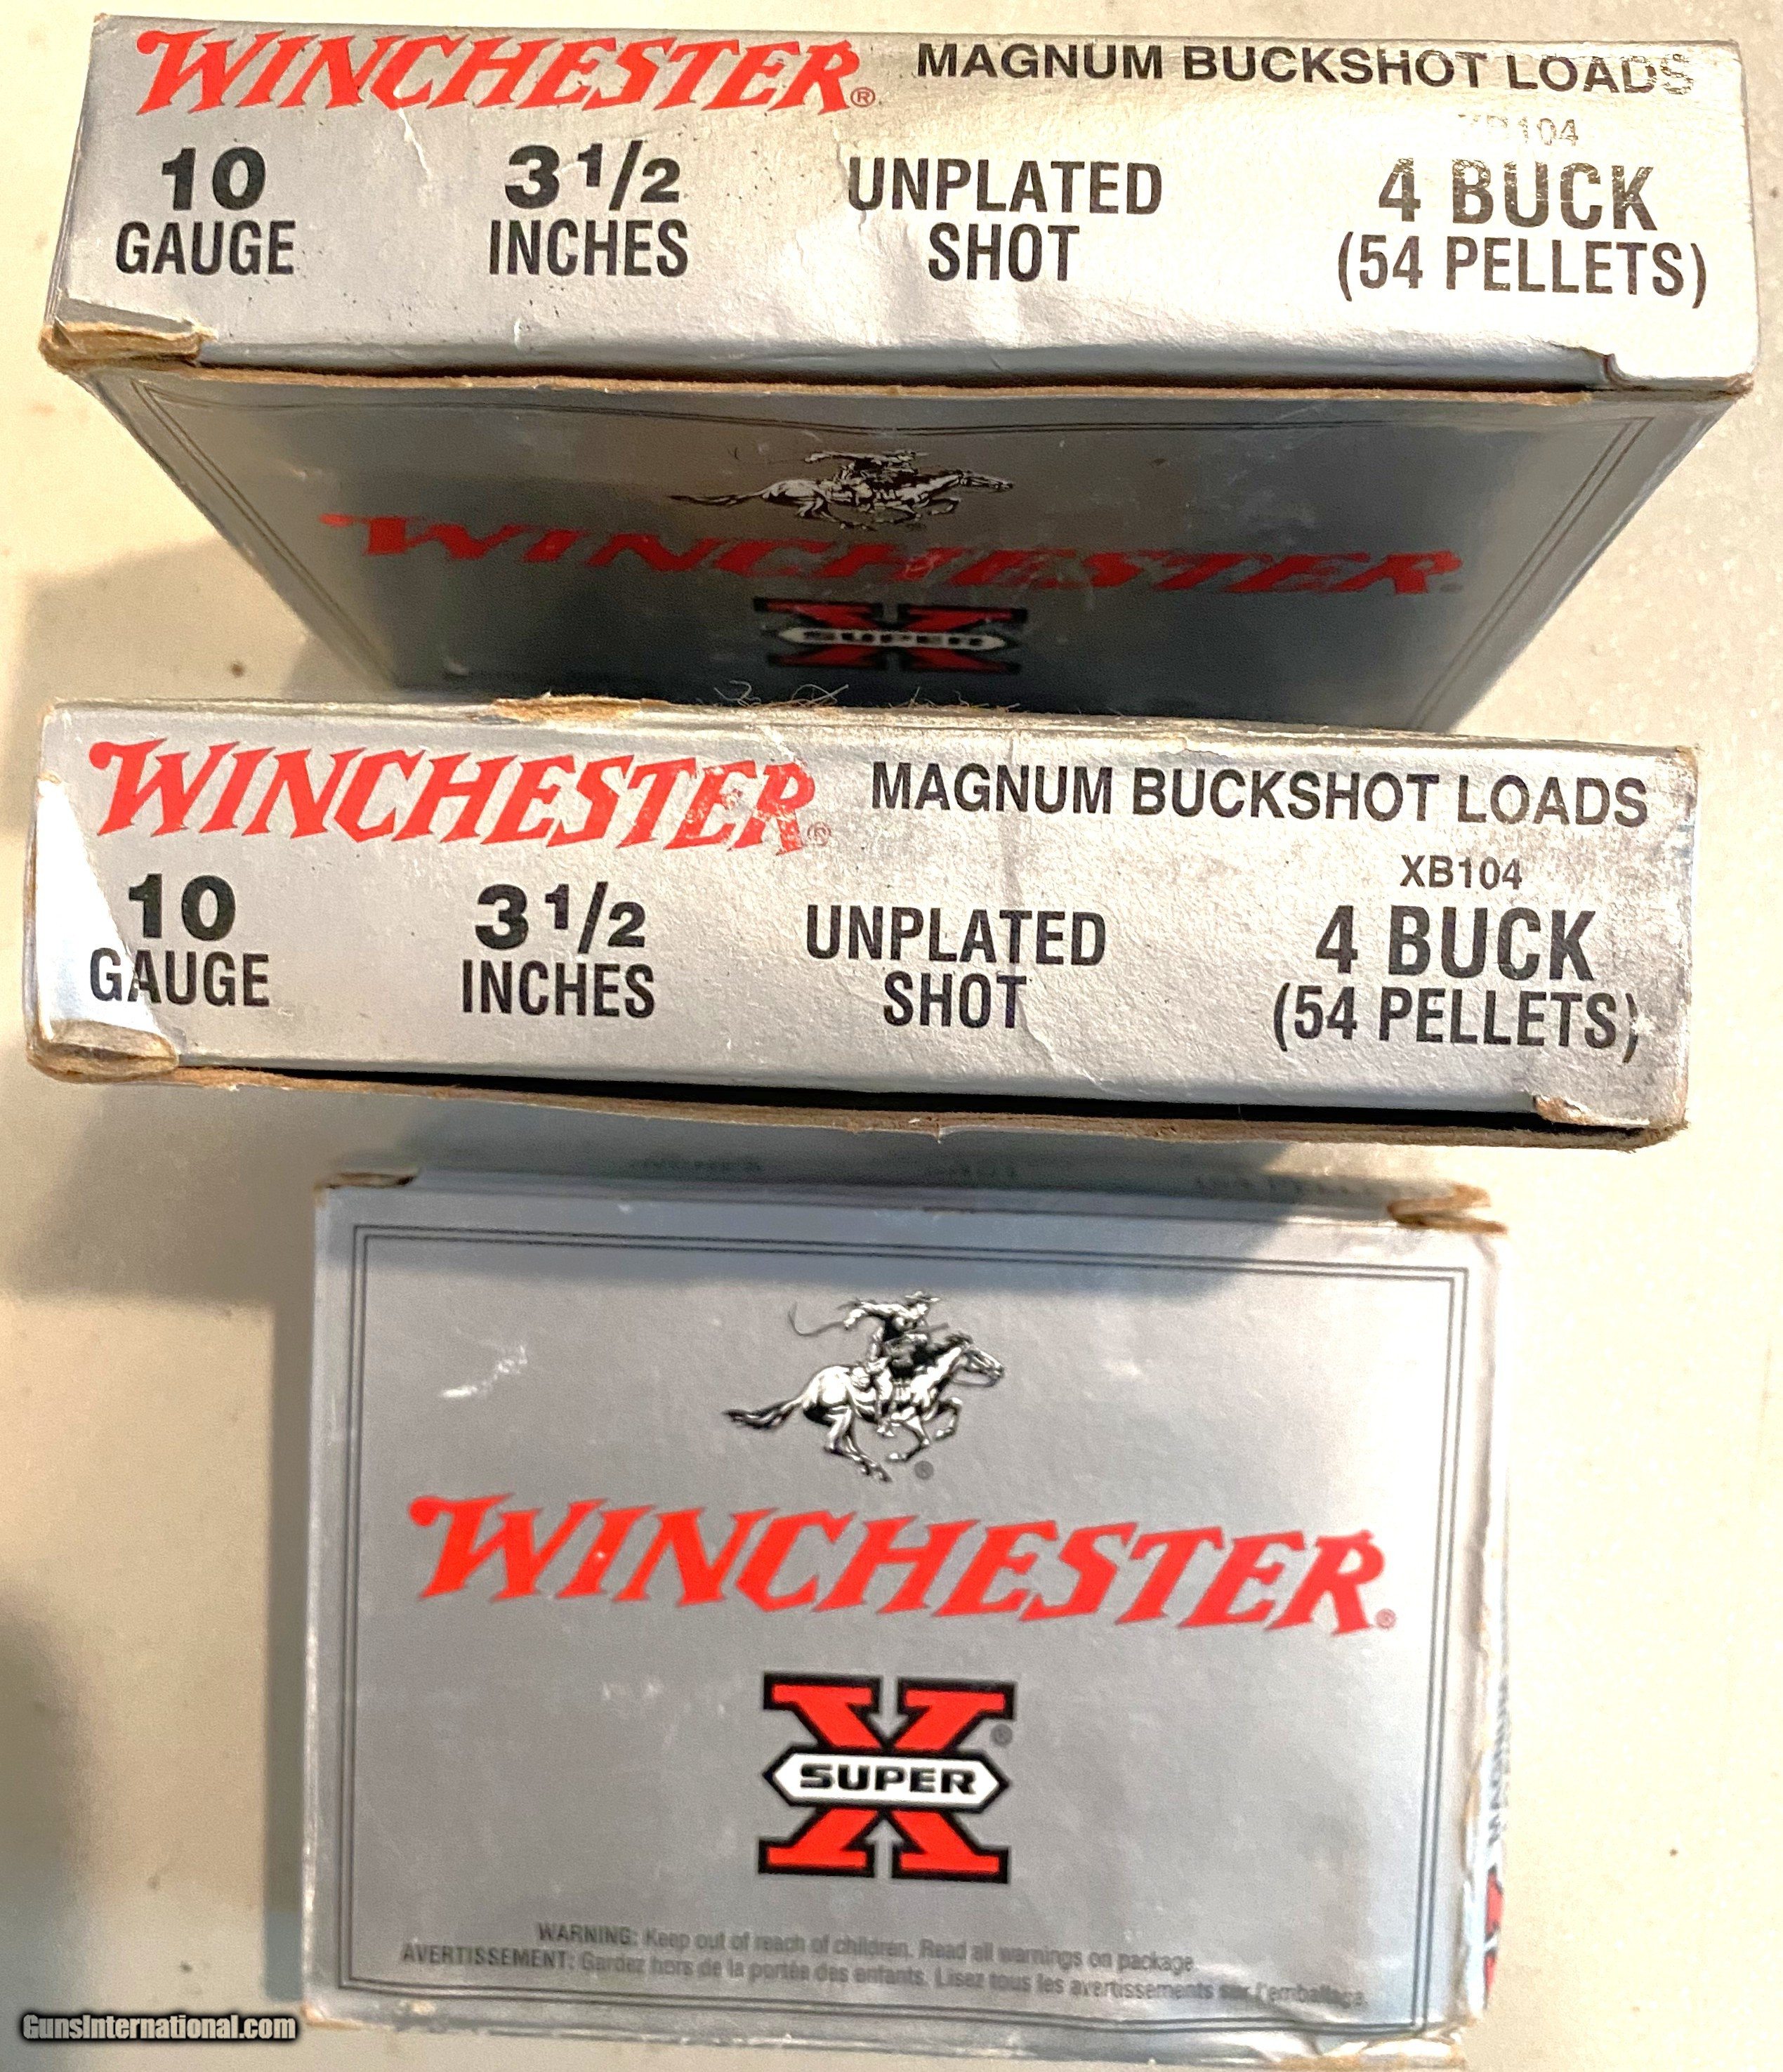 WINCHESTER® MAGNUM BUCKSHOT LOADS
XB104
10 GAUGE 3 1/2 INCHES UNPLATED SHOT 4 BUCK (54 PELLETS)
WINCHESTER
SUPER X
WINCHESTER® MAGNUM BUCKSHOT LOADS
XB104
10 GAUGE 3 1/2 INCHES UNPLATED SHOT 4 BUCK (54 PELLETS)
®
WINCHESTER®
SUPER X ®
WARNING: Keep out of reach of children. Read all warnings on package.
AVERTISSEMENT: Gardez hors de la portée des enfants. Lisez tous les avertissements sur l'emballage.
MAGNUM
GunsInternational.com